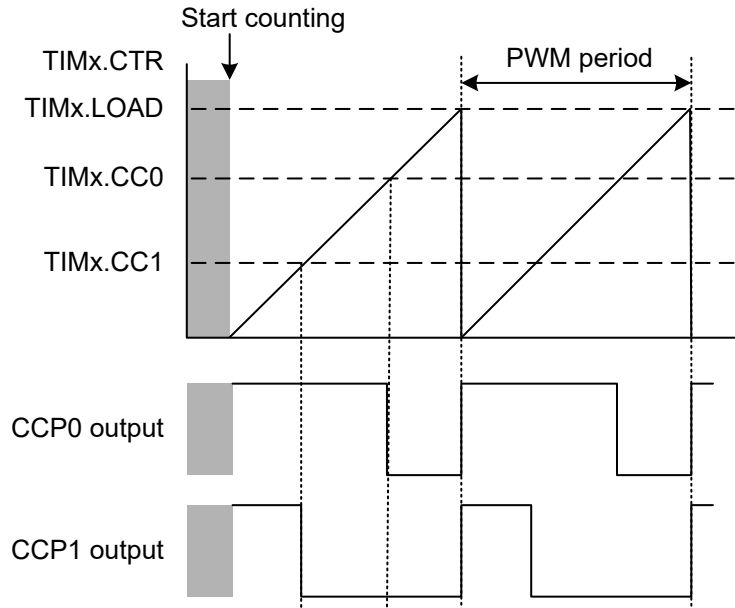 Start counting
TIMx.CTR
PWM period
TIMx.LOAD
TIMx.CC0
TIMx.CC1
CCP0 output
CCP1 output